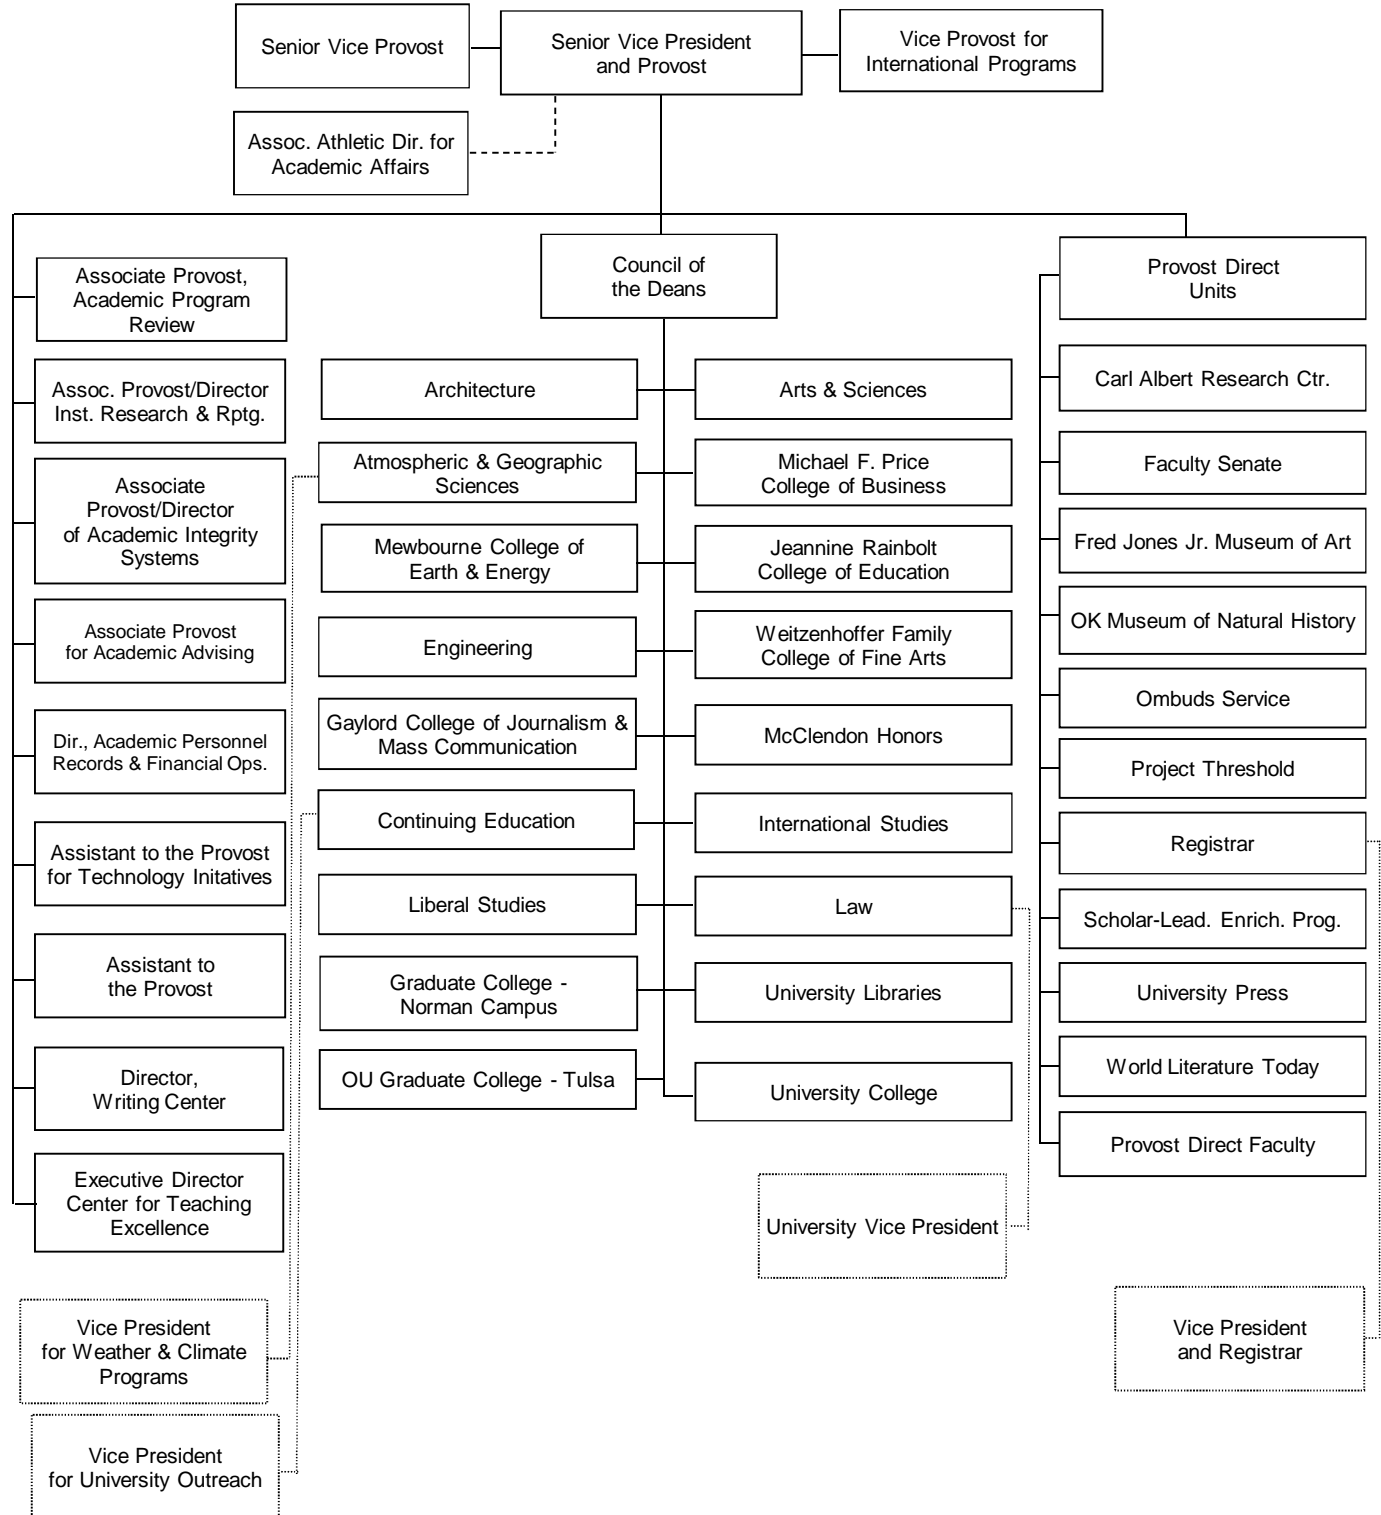 Senior Vice Provost
Senior Vice President
and Provost
Vice Provost for
International Programs
Assoc. Athletic Dir. for
Academic Affairs
Associate Provost,
Academic Program
Review
Assoc. Provost/Director
Inst. Research & Rptg.
Associate
Provost/Director
of Academic Integrity
Systems
Associate Provost
for Academic Advising
Dir., Academic Personnel
Records & Financial Ops.
Assistant to the Provost
for Technology Initatives
Assistant to
the Provost
Director,
Writing Center
Executive Director
Center for Teaching
Excellence
Vice President
for Weather & Climate
Programs
Vice President
for University Outreach
Council of
the Deans
Architecture
Arts & Sciences
Atmospheric & Geographic
Sciences
Michael F. Price
College of Business
Mewbourne College of
Earth & Energy
Jeannine Rainbolt
College of Education
Engineering
Weitzenhoffer Family
College of Fine Arts
Gaylord College of Journalism &
Mass Communication
McClendon Honors
Continuing Education
International Studies
Liberal Studies
Law
Graduate College -
Norman Campus
University Libraries
OU Graduate College - Tulsa
University College
University Vice President
Provost Direct
Units
Carl Albert Research Ctr.
Faculty Senate
Fred Jones Jr. Museum of Art
OK Museum of Natural History
Ombuds Service
Project Threshold
Registrar
Scholar-Lead. Enrich. Prog.
University Press
World Literature Today
Provost Direct Faculty
Vice President
and Registrar